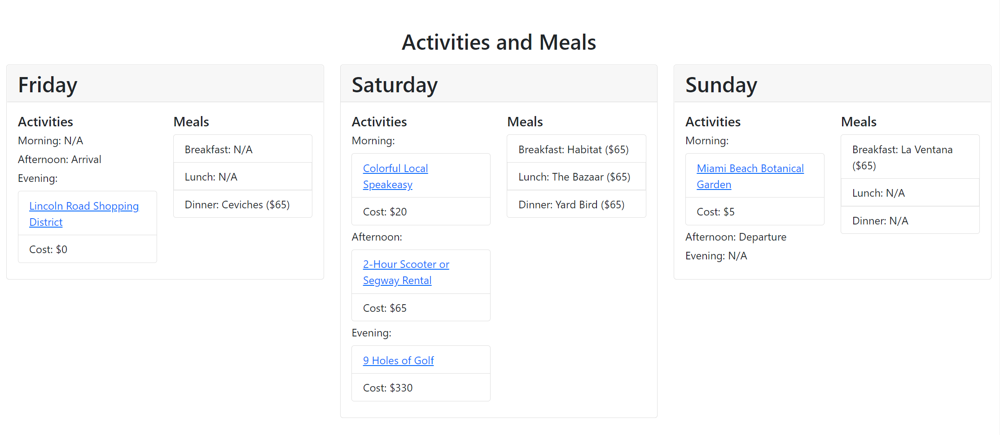 Activities and Meals
Friday
Activities
Morning: N/A
Afternoon: Arrival
Evening:
Lincoln Road Shopping
District
Cost: $0
Meals
Breakfast: N/A
Lunch: N/A
Dinner: Ceviches ($65)
Saturday
Activities
Morning:
Colorful Local
Speakeasy
Cost: $20
Afternoon:
2-Hour Scooter or
Segway Rental
Cost: $65
Evening:
9 Holes of Golf
Cost: $330
Meals
Breakfast: Habitat ($65)
Lunch: The Bazaar ($65)
Dinner: Yard Bird ($65)
Sunday
Activities
Morning:
Miami Beach Botanical
Garden
Cost: $5
Afternoon: Departure
Evening: N/A
Meals
Breakfast: La Ventana
($65)
Lunch: N/A
Dinner: N/A